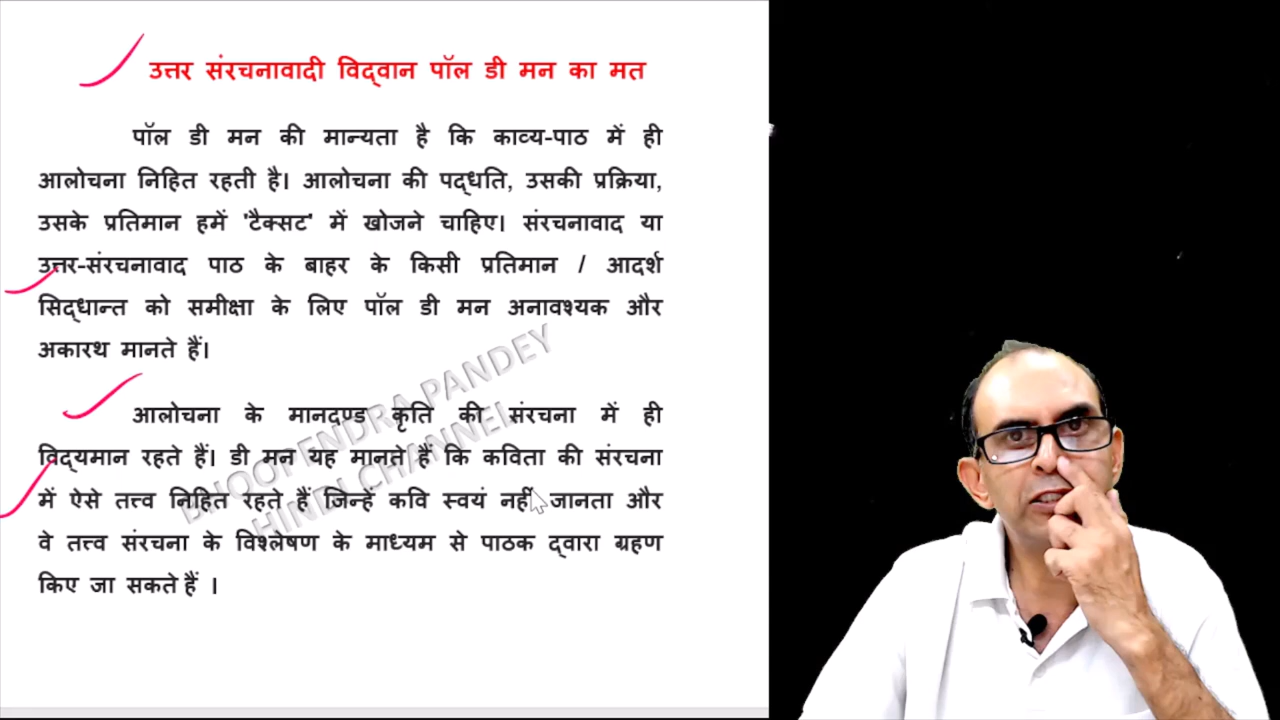 उत्तर संरचनावादी विद्वान पॉल डी मन का मत
पॉल डी मन की मान्यता है कि काव्य-पाठ में ही
आलोचना निहित रहती है। आलोचना की पद्धति, उसकी प्रक्रिया,
उसके प्रतिमान हमें 'टैक्सट' में खोजने चाहिए। संरचनावाद या
उत्तर-संरचनावाद पाठ के बाहर के किसी प्रतिमान / आदर्श
सिद्धान्त को समीक्षा के लिए पॉल डी मन अनावश्यक और
अकारथ मानते हैं।
आलोचना के मानदण्ड कृति की संरचना में ही
विद्यमान रहते हैं। डी मन यह मानते हैं कि कविता की संरचना
में ऐसे तत्त्व निहित रहते हैं जिन्हें कवि स्वयं नहीं जानता और
वे तत्त्व संरचना के विश्लेषण के माध्यम से पाठक द्वारा ग्रहण
किए जा सकते हैं ।
BHOOPENDRA PANDEY
HINDI CHANNEL